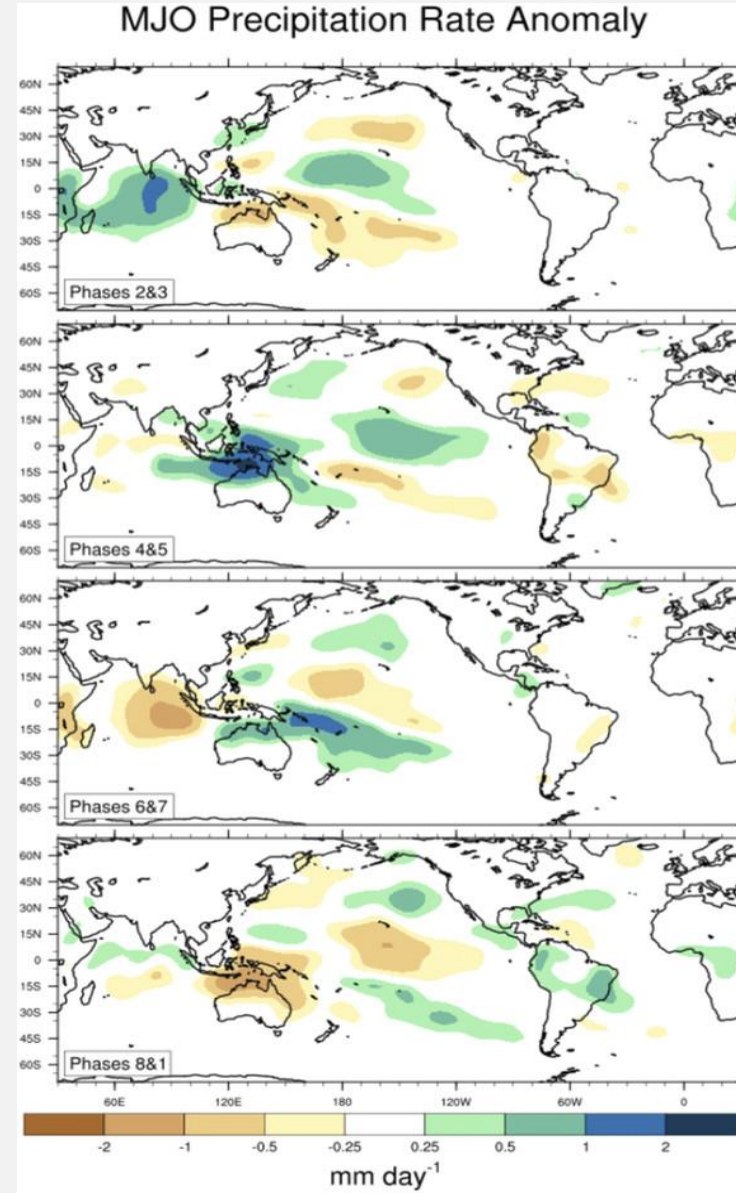 MJO Precipitation Rate Anomaly
60N
45N
30N
15N
0
15S
30S
45S
60S
Phases 2&3
60N
45N
30N
15N
0
15S
30S
45S
60S
Phases 4&5
60N
45N
30N
15N
0
15S
30S
45S
60S
Phases 6&7
60N
45N
30N
15N
0
15S
30S
45S
60S
Phases 8&1
60E 120E 180 120W 60W 0
-2 -1 -0.5 -0.25 0.25 0.5 1 2
mm day⁻¹